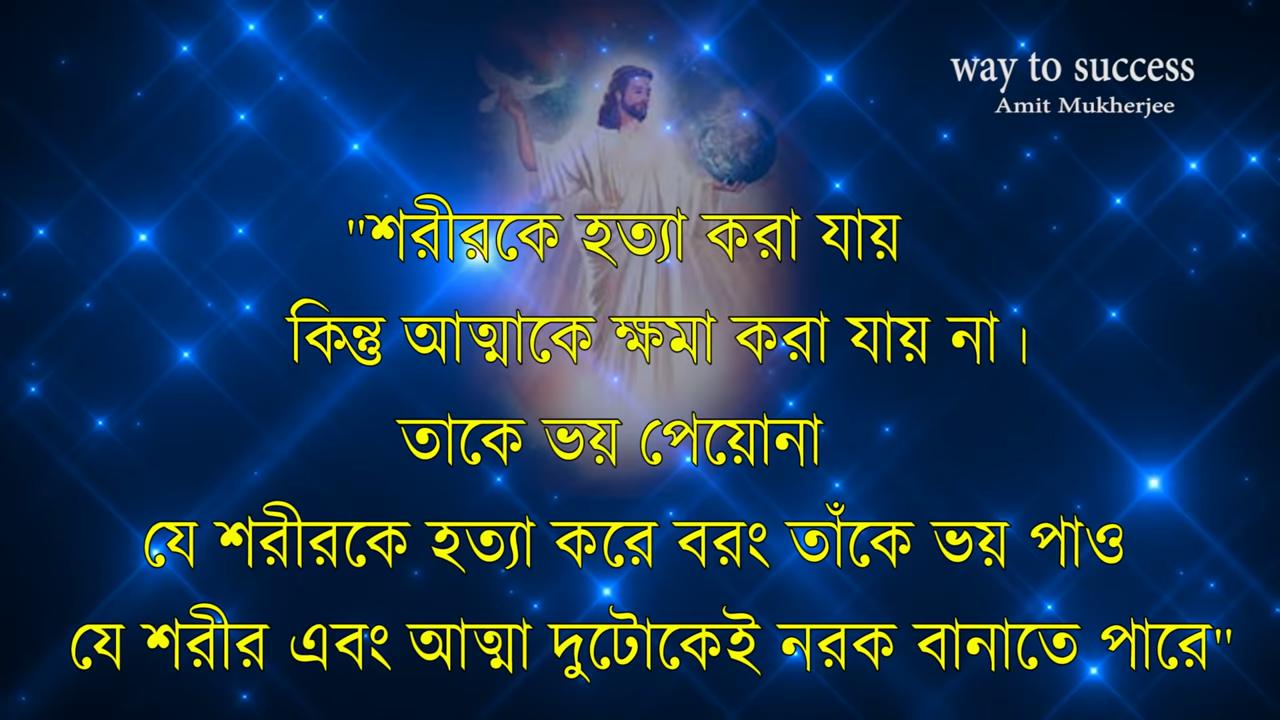 way to success
Amit Mukherjee
"শরীরকে হত্যা করা যায়
কিন্তু আত্মাকে ক্ষমা করা যায় না।
তাকে ভয় পেয়োনা
যে শরীরকে হত্যা করে বরং তাঁকে ভয় পাও
যে শরীর এবং আত্মা দুটোকেই নরক বানাতে পারে"